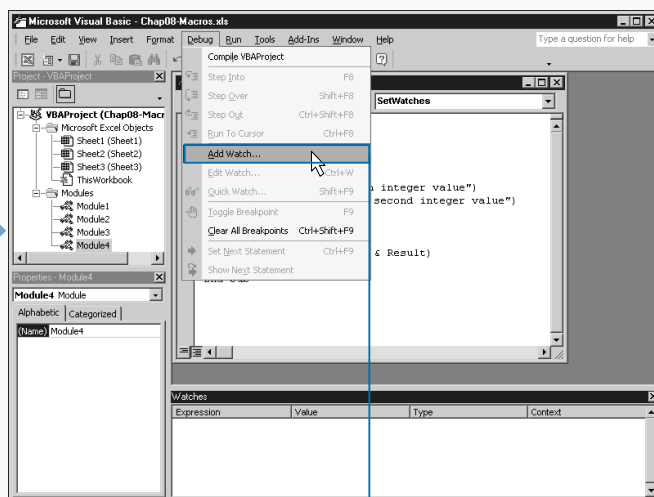 Microsoft Visual Basic - Chap08-Macros.xls
File Edit View Insert Format Debug Run Tools Add-Ins Window Help
Type a question for help
Project - VBAProject
VBAProject (Chap08-Macr
Microsoft Excel Objects
Sheet1 (Sheet1)
Sheet2 (Sheet2)
Sheet3 (Sheet3)
ThisWorkbook
Modules
Module1
Module2
Module3
Module4
Compile VBAProject
Step Into F8
Step Over Shift+F8
Step Out Ctrl+Shift+F8
Run To Cursor Ctrl+F8
Add Watch...
Edit Watch... Ctrl+W
Quick Watch... Shift+F9
Toggle Breakpoint F9
Clear All Breakpoints Ctrl+Shift+F9
Set Next Statement Ctrl+F9
Show Next Statement
SetWatches
integer value")
second integer value")
& Result)
End Sub
Properties - Module4
Module4 Module
Alphabetic Categorized
(Name) Module4
Watches
Expression Value Type Context